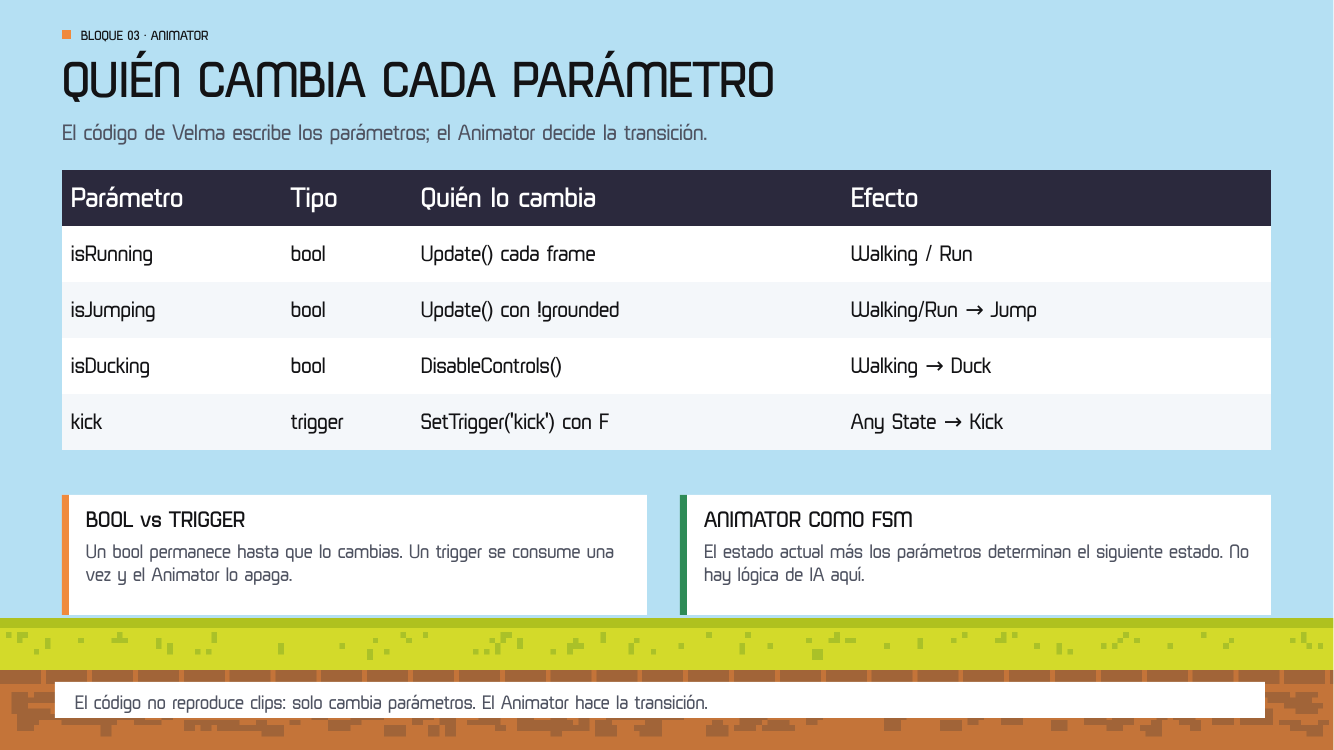 BLOQUE 03 · ANIMATOR
QUIÉN CAMBIA CADA PARÁMETRO
El código de Velma escribe los parámetros; el Animator decide la transición.
Parámetro Tipo Quién lo cambia Efecto
isRunning bool Update() cada frame Walking / Run
isJumping bool Update() con !grounded Walking/Run → Jump
isDucking bool DisableControls() Walking → Duck
kick trigger SetTrigger('kick') con F Any State → Kick
BOOL vs TRIGGER
Un bool permanece hasta que lo cambias. Un trigger se consume una
vez y el Animator lo apaga.
ANIMATOR COMO FSM
El estado actual más los parámetros determinan el siguiente estado. No
hay lógica de IA aquí.
El código no reproduce clips: solo cambia parámetros. El Animator hace la transición.